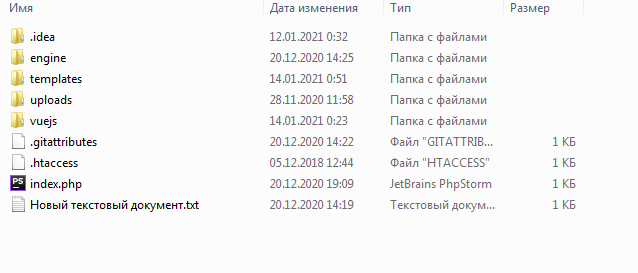 Имя Дата изменения Тип Размер
.idea 12.01.2021 0:32 Папка с файлами
engine 20.12.2020 14:25 Папка с файлами
templates 14.01.2021 0:51 Папка с файлами
uploads 28.11.2020 11:58 Папка с файлами
vuejs 14.01.2021 0:23 Папка с файлами
.gitattributes 20.12.2020 14:22 Файл "GITATTRIB... 1 КБ
.htaccess 05.12.2018 12:44 Файл "HTACCESS" 1 КБ
PS index.php 20.12.2020 19:09 JetBrains PhpStorm 1 КБ
Новый текстовый документ.txt 20.12.2020 14:19 Текстовый докум... 1 КБ